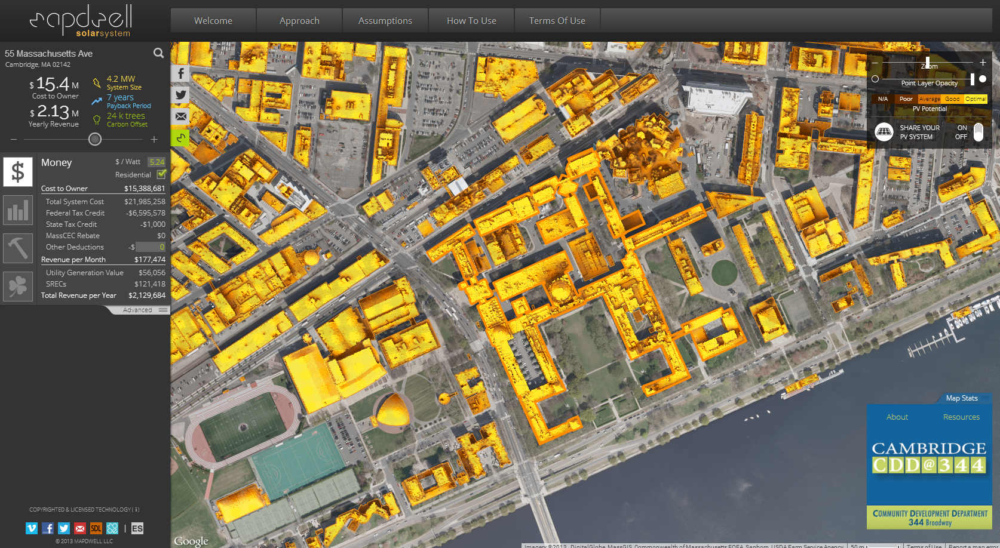 mapdwell
solarsystem
Welcome
Approach
Assumptions
How To Use
Terms Of Use
55 Massachusetts Ave
Cambridge, MA 02142
$ 15.4 M
Cost to Owner
$ 2.13 M
Yearly Revenue
4.2 MW
System Size
7 years
Payback Period
24 k trees
Carbon Offset
− +
$
Money
$ / Watt 5.24
Residential
Cost to Owner $15,388,681
Total System Cost $21,985,258
Federal Tax Credit -$6,595,578
State Tax Credit -$1,000
MassCEC Rebate $0
Other Deductions -$ 0
Revenue per Month $177,474
Utility Generation Value $56,056
SRECs $121,418
Total Revenue per Year $2,129,684
Advanced
COPYRIGHTED & LICENSED TECHNOLOGY ( i )
SDL
| ES
© 2013 MAPDWELL LLC
− +
Zoom
Point Layer Opacity
N/A Poor Average Good Optimal
PV Potential
SHARE YOUR
PV SYSTEM
ON
OFF
Map Stats
About Resources
CAMBRIDGE
CDD@344
COMMUNITY DEVELOPMENT DEPARTMENT
344 Broadway
Google
Imagery ©2013 , DigitalGlobe, MassGIS, Commonwealth of Massachusetts EOEA, Sanborn, USDA Farm Service Agency
50 m
Terms of Use
Report a map error